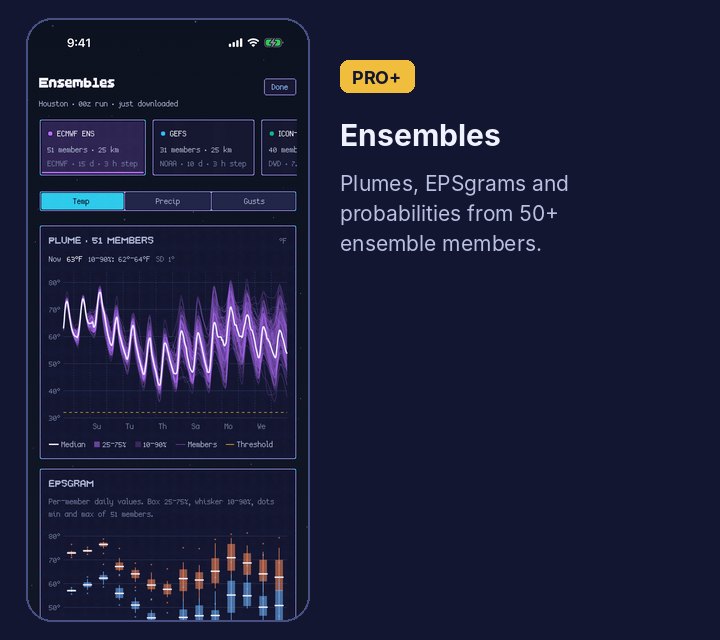 9:41
Ensembles
Done
Houston · 00z run · just downloaded
ECMWF ENS
51 members · 25 km
ECMWF · 15 d · 3 h step
GEFS
31 members · 25 km
NOAA · 10 d · 3 h step
ICON-
40 memb
DWD · 7.
Temp
Precip
Gusts
PLUME · 51 MEMBERS
°F
Now 63°F 10-90%: 62°-64°F SD 1°
80°
70°
60°
50°
40°
30°
Su Tu Th Sa Mo We
Median 25-75% 10-90% Members Threshold
EPSGRAM
Per-member daily values. Box 25-75%, whisker 10-90%, dots
min and max of 51 members.
80°
70°
60°
50°
PRO+
Ensembles
Plumes, EPSgrams and
probabilities from 50+
ensemble members.